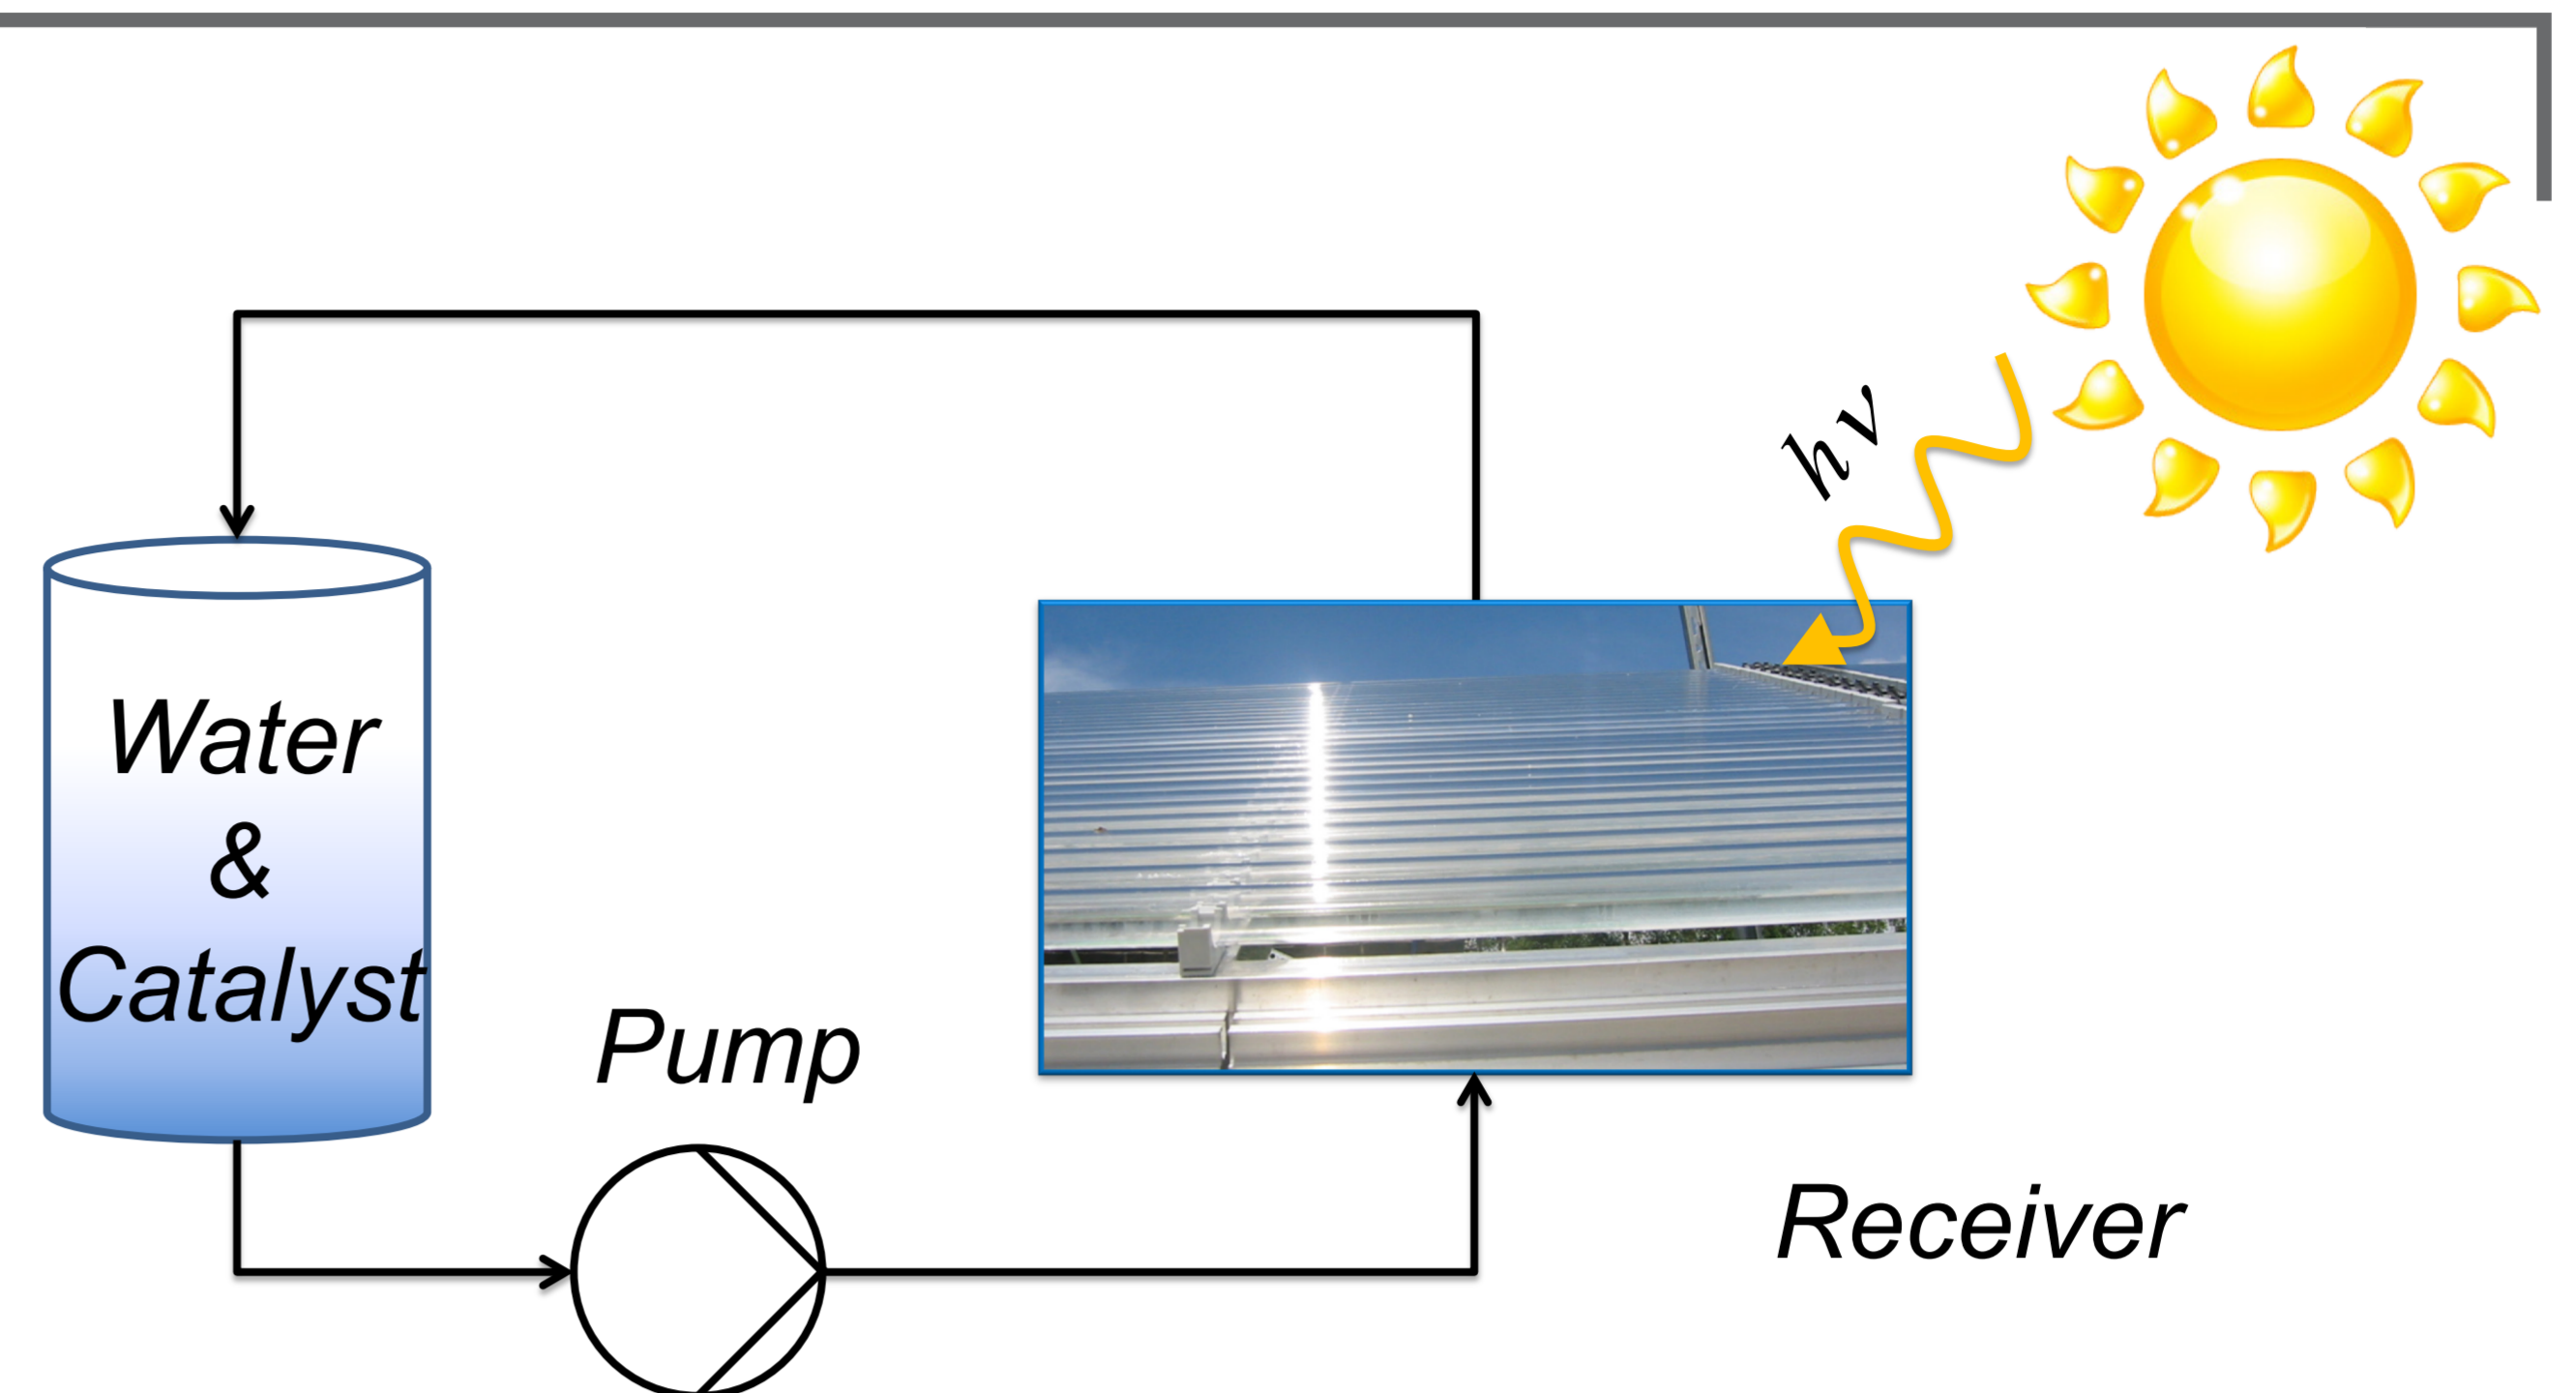 hν
Water
&
Catalyst
Pump
Receiver